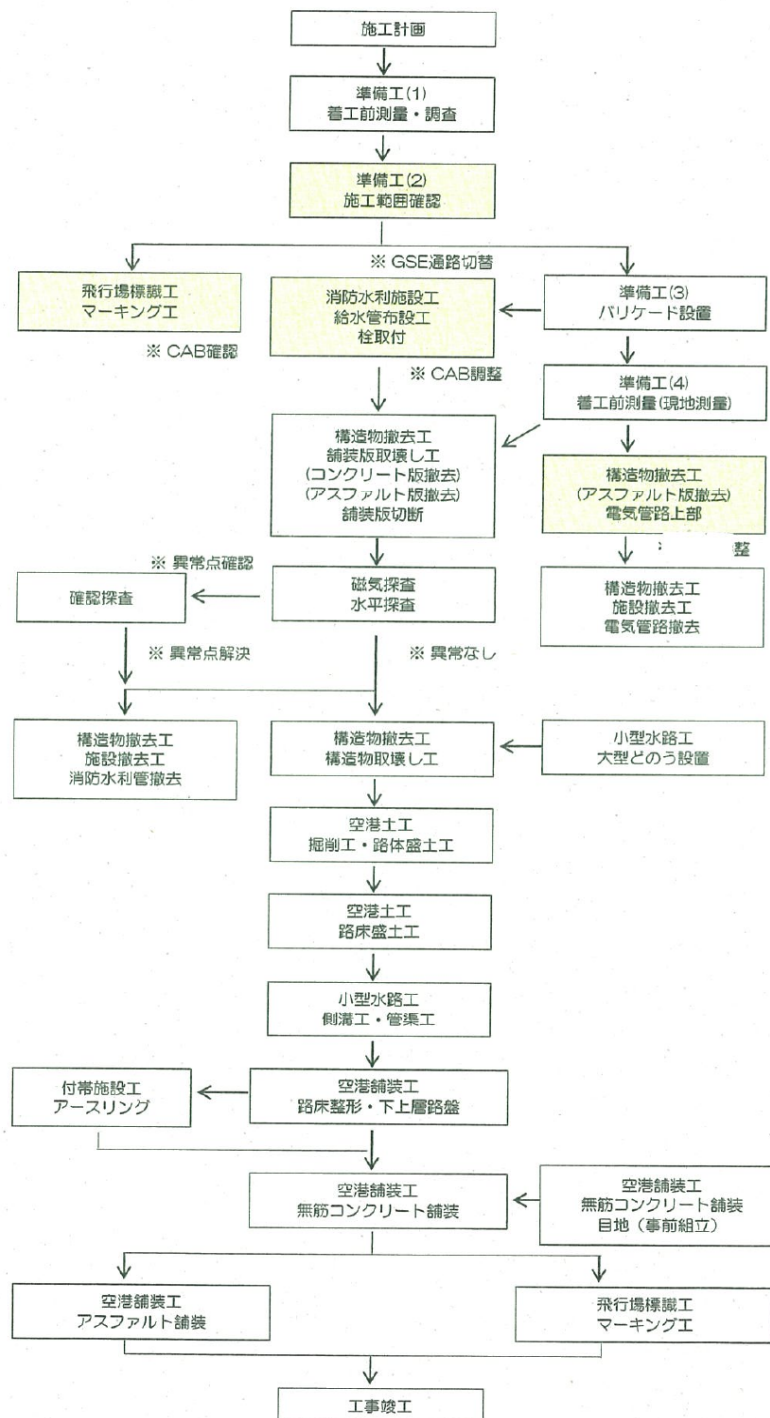 施工計画
準備工(1)
着工前測量・調査
準備工(2)
施工範囲確認
※ GSE通路切替
飛行場標識工
マーキング工
※ CAB確認
消防水利施設工
給水管布設工
栓取付
※ CAB調整
準備工(3)
バリケード設置
準備工(4)
着工前測量(現地測量)
構造物撤去工
舗装版取壊し工
(コンクリート版撤去)
(アスファルト版撤去)
舗装版切断
構造物撤去工
(アスファルト版撤去)
電気管路上部
整
構造物撤去工
施設撤去工
電気管路撤去
※ 異常点確認
確認探査
磁気探査
水平探査
※ 異常点解決
※ 異常なし
構造物撤去工
施設撤去工
消防水利管撤去
構造物撤去工
構造物取壊し工
小型水路工
大型どのう設置
空港土工
掘削工・路体盛土工
空港土工
路床盛土工
小型水路工
側溝工・管渠工
付帯施設工
アースリング
空港舗装工
路床整形・下上層路盤
空港舗装工
無筋コンクリート舗装
空港舗装工
無筋コンクリート舗装
目地（事前組立）
空港舗装工
アスファルト舗装
飛行場標識工
マーキング工
工事竣工